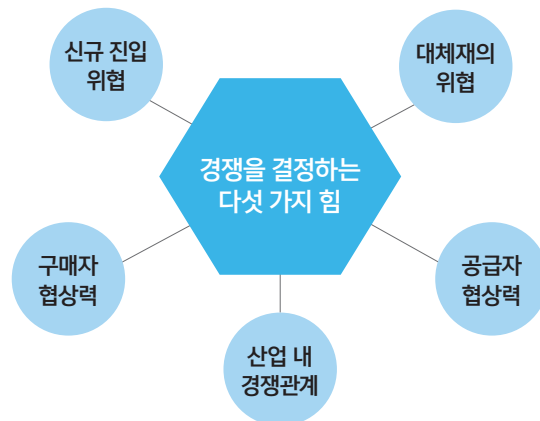 신규 진입
위협
대체재의
위협
경쟁을 결정하는
다섯 가지 힘
구매자
협상력
공급자
협상력
산업 내
경쟁관계